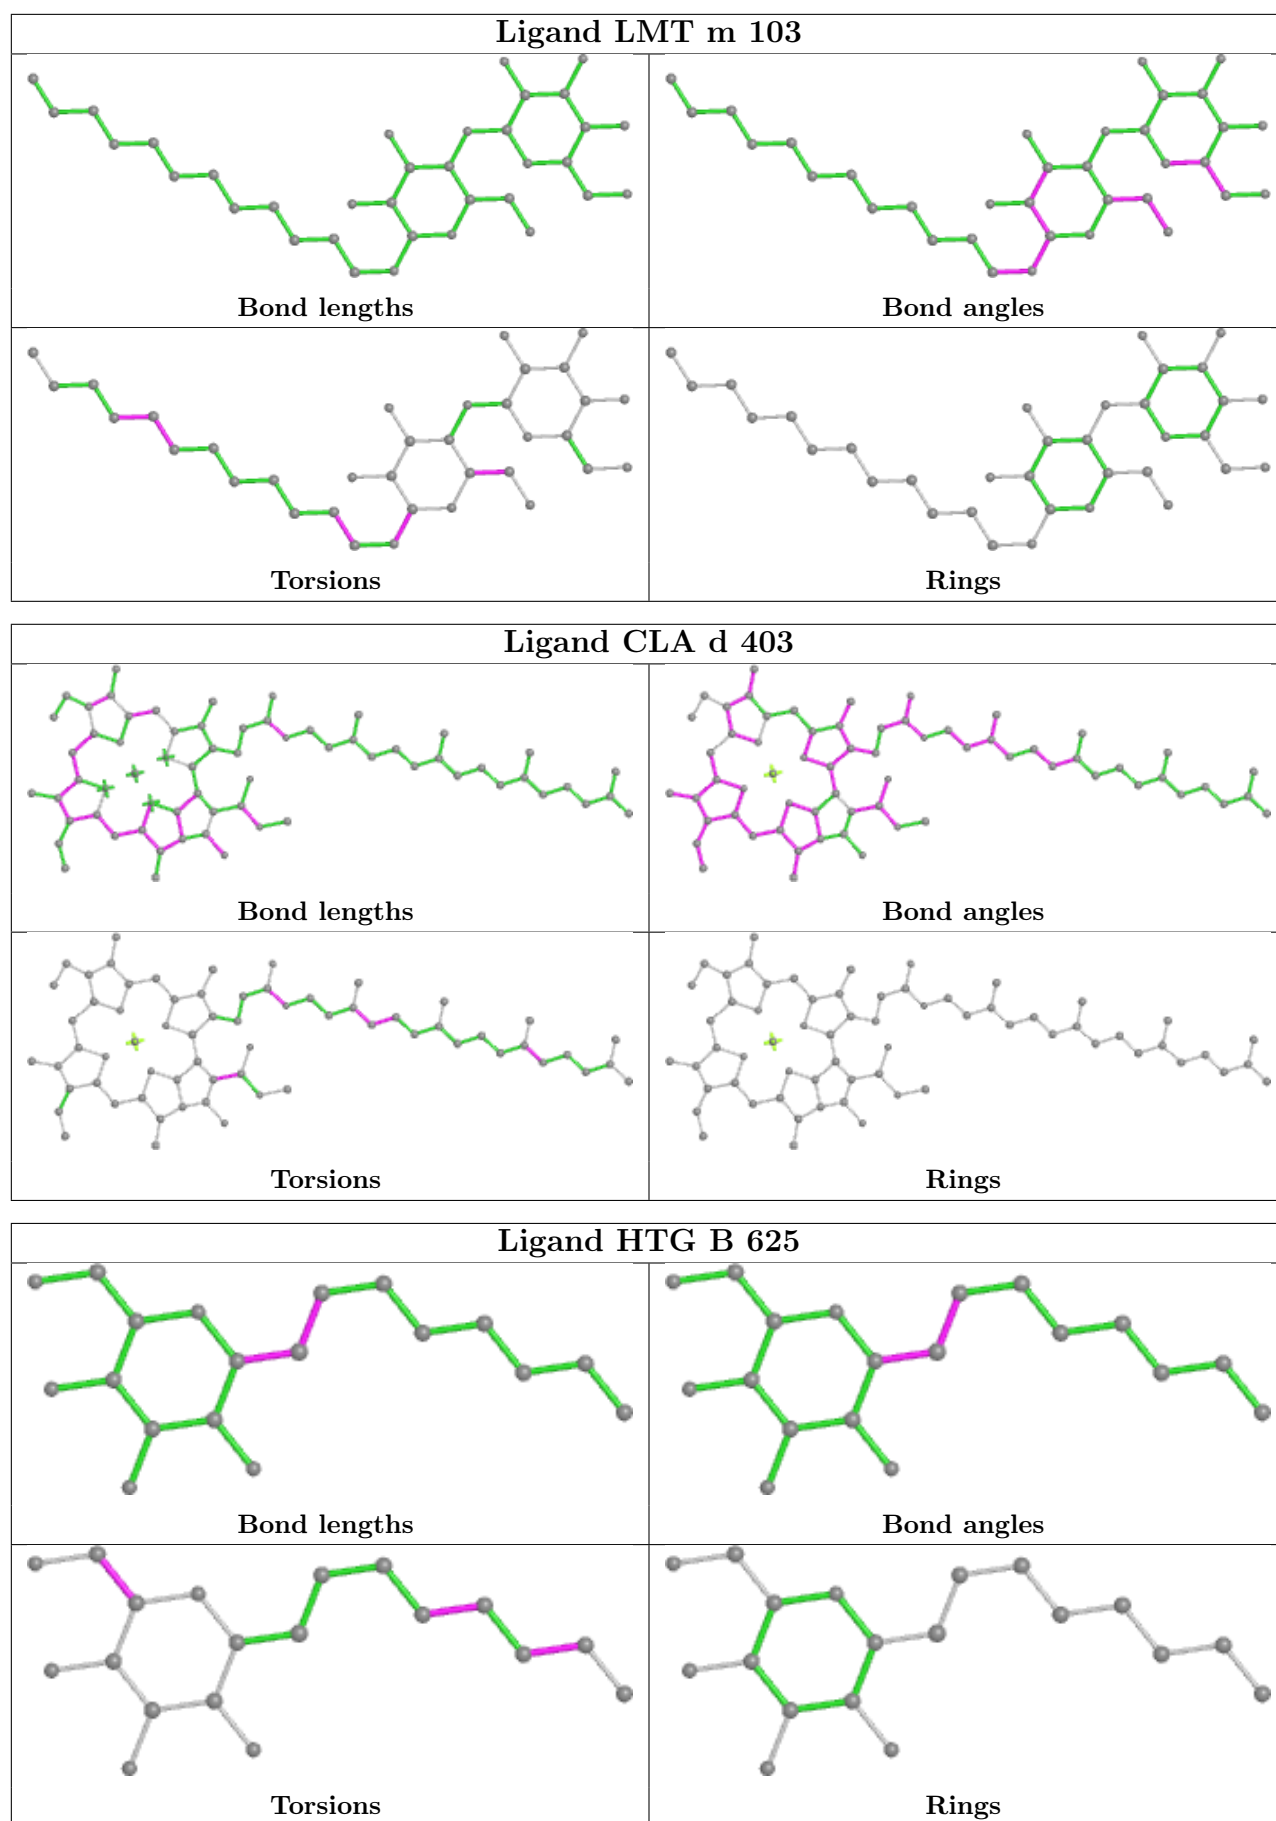 Ligand LMT m 103
Bond lengths
Bond angles
Torsions
Rings
Ligand CLA d 403
Bond lengths
Bond angles
Torsions
Rings
Ligand HTG B 625
Bond lengths
Bond angles
Torsions
Rings